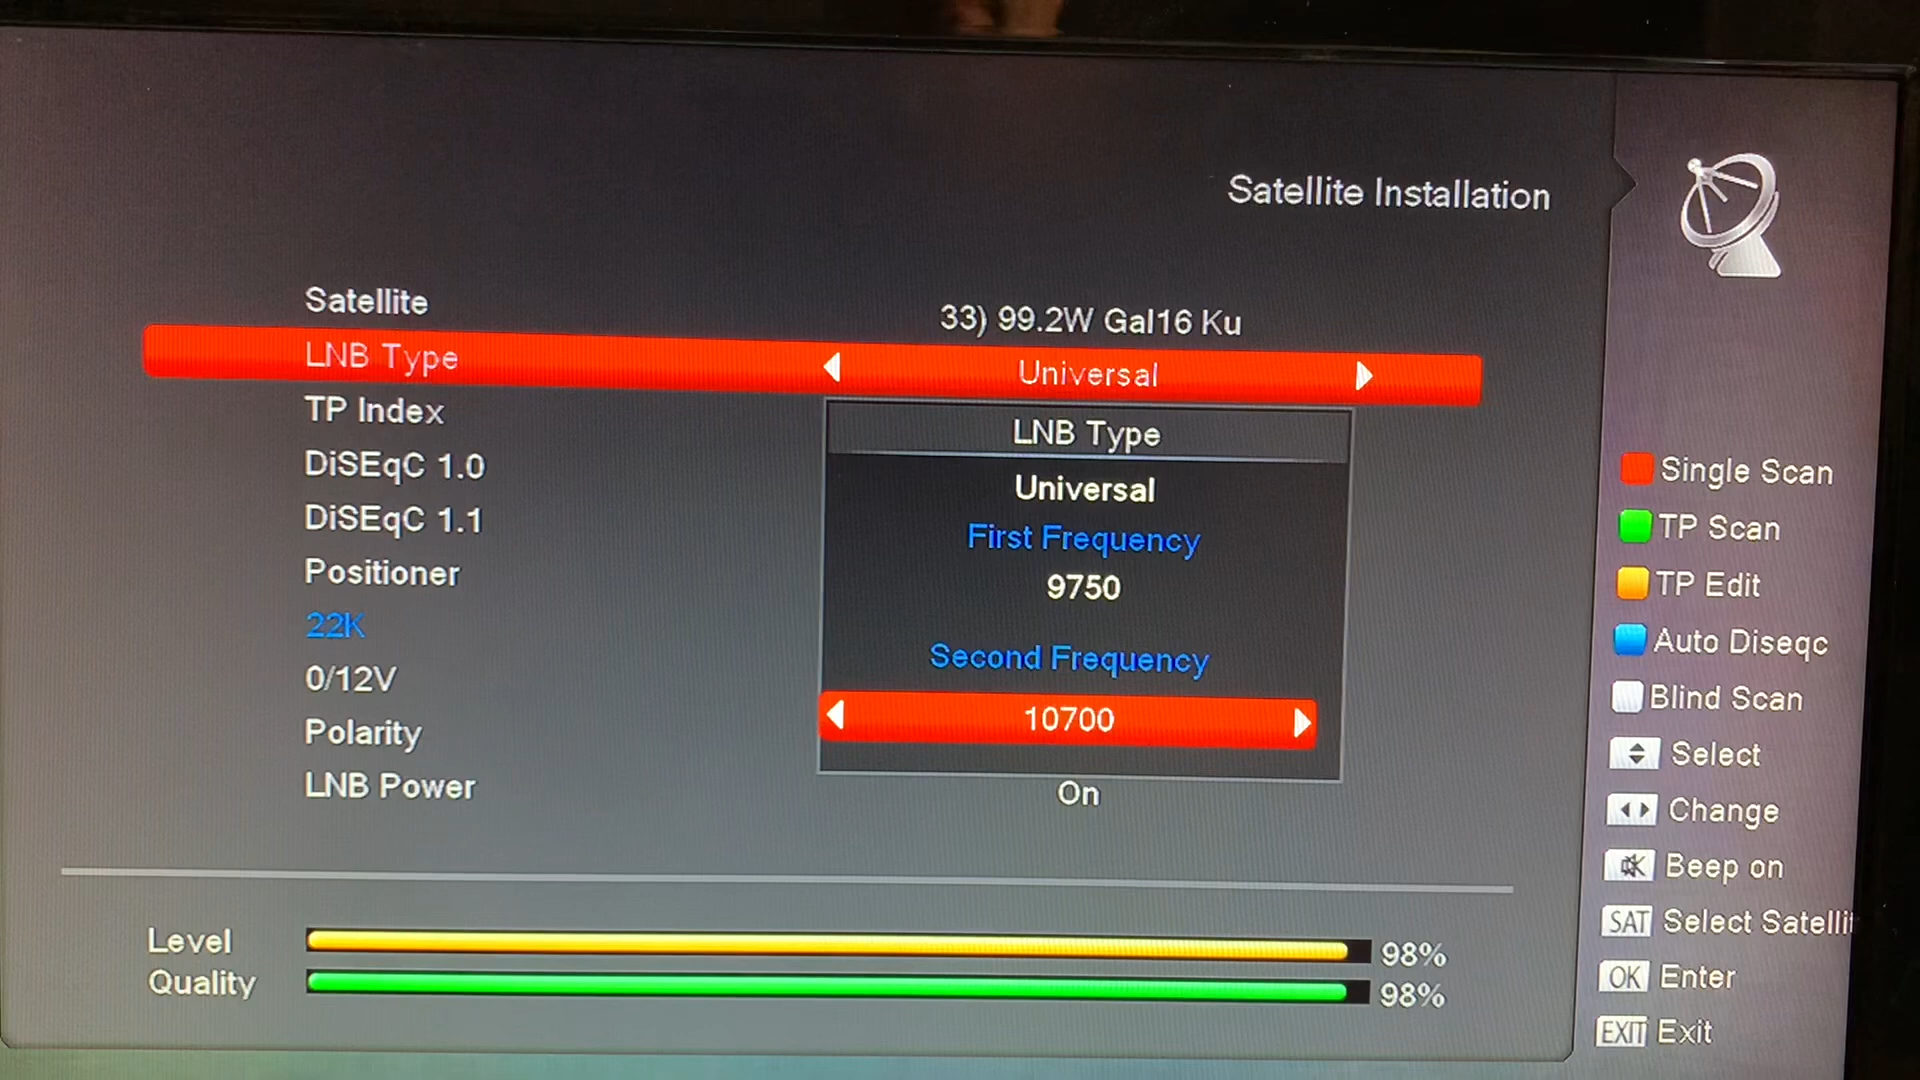 Satellite Installation
Satellite 33) 99.2W Gal16 Ku
LNB Type Universal
TP Index
DiSEqC 1.0
DiSEqC 1.1
Positioner
22K
0/12V
Polarity
LNB Power On
LNB Type
Universal
First Frequency
9750
Second Frequency
10700
Level 98%
Quality 98%
Single Scan
TP Scan
TP Edit
Auto Diseqc
Blind Scan
Select
Change
Beep on
SAT Select Satellit
OK Enter
EXIT Exit